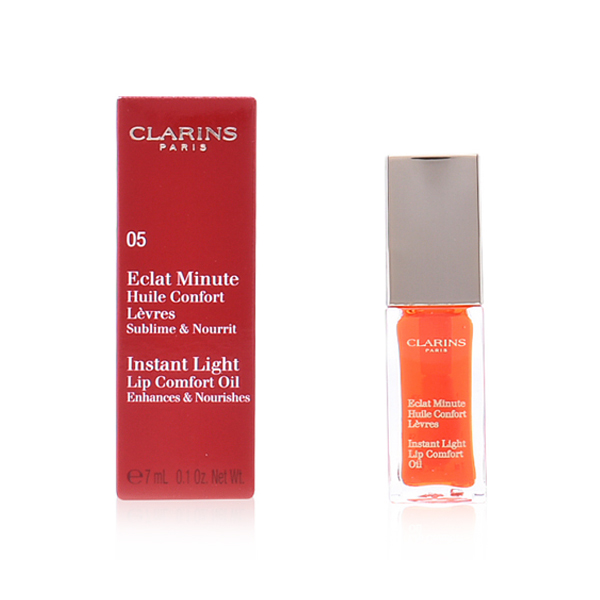 CLARINS
PARIS
05
Eclat Minute
Huile Confort
Lèvres
Sublime & Nourrit
Instant Light
Lip Comfort Oil
Enhances & Nourishes
℮7 mL 0.1 Oz. Net Wt.
CLARINS
PARIS
Eclat Minute
Huile Confort
Lèvres
Instant Light
Lip Comfort
Oil